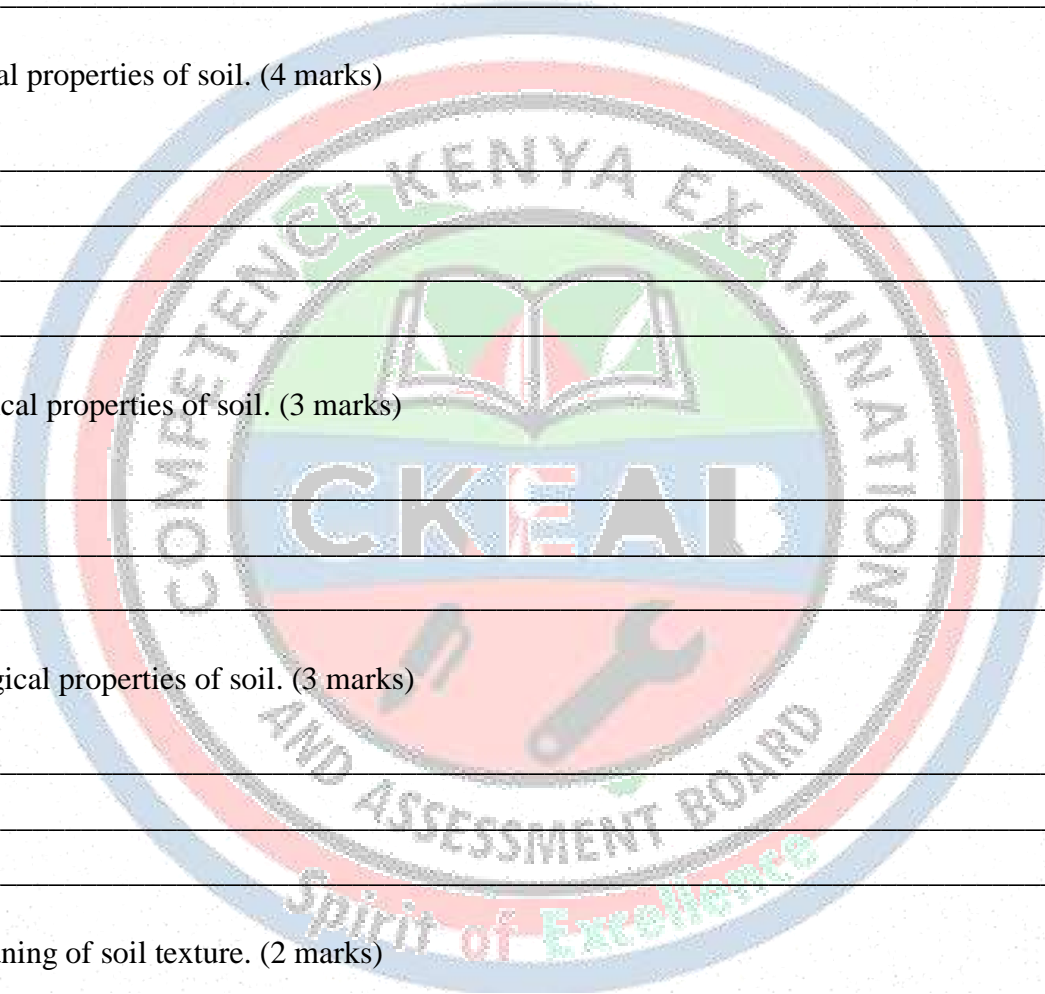 al properties of soil. (4 marks)
COMPETENCE KENYA EXAMINATION
cal properties of soil. (3 marks)
CKEAB
gical properties of soil. (3 marks)
AND ASSESSMENT BOARD
Spirit of Excellence
ning of soil texture. (2 marks)